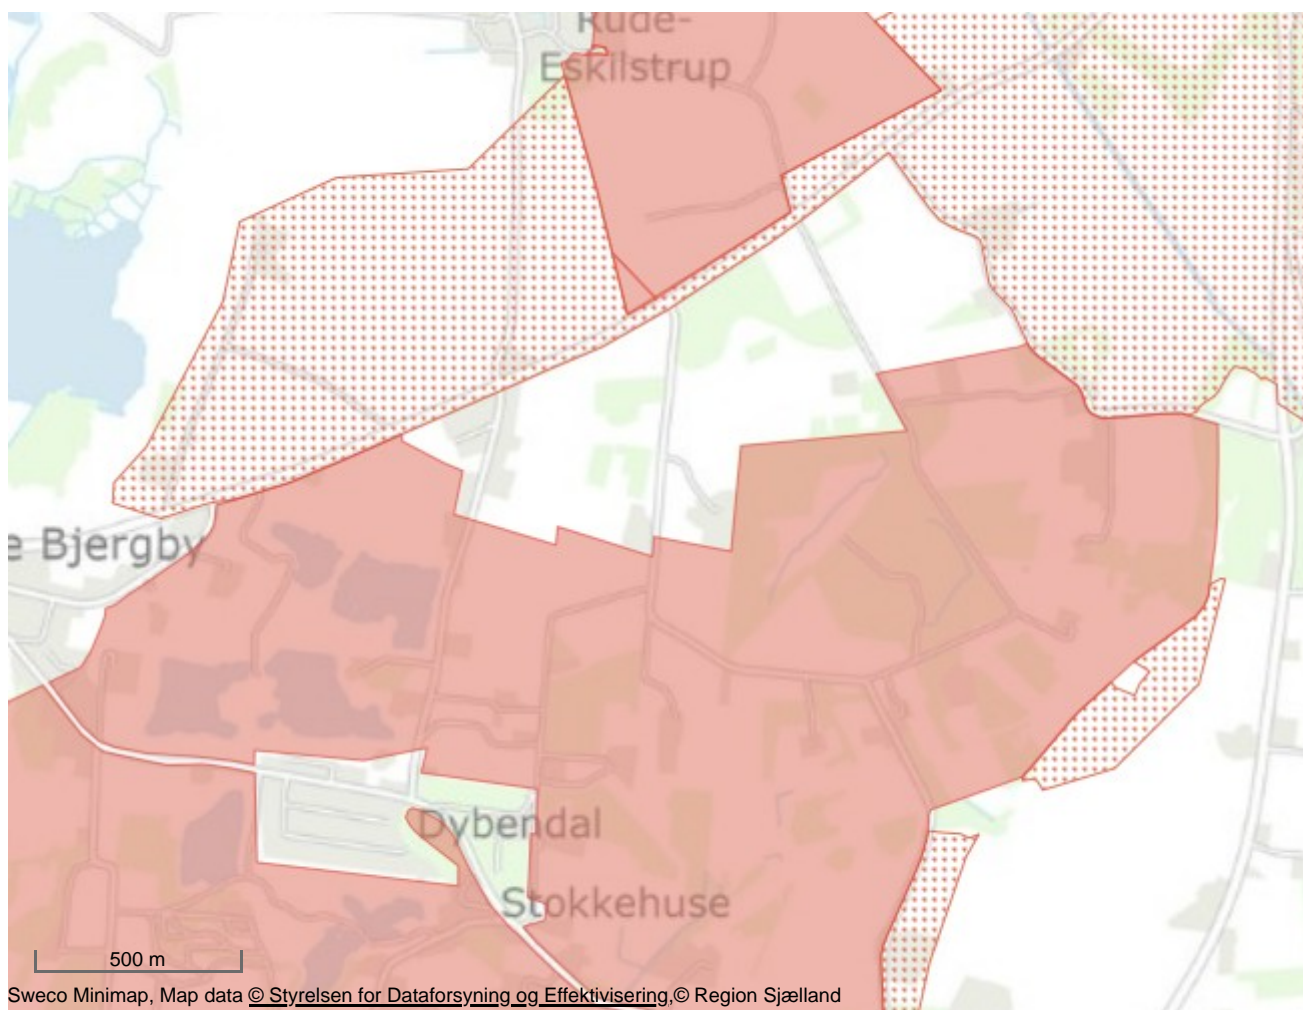 Rude-
Eskilstrup
e Bjergby
Dybendal
Stokkehuse
500 m
Sweco Minimap, Map data © Styrelsen for Dataforsyning og Effektivisering,© Region Sjælland